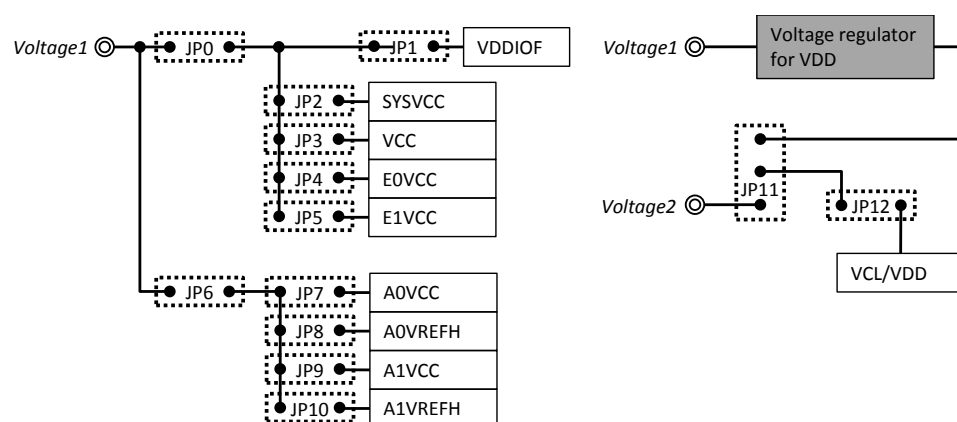 Voltage1
JP0
JP1
VDDIOF
JP2
SYSVCC
JP3
VCC
JP4
E0VCC
JP5
E1VCC
JP6
JP7
A0VCC
JP8
A0VREFH
JP9
A1VCC
JP10
A1VREFH
Voltage1
Voltage regulator
for VDD
JP11
Voltage2
JP12
VCL/VDD